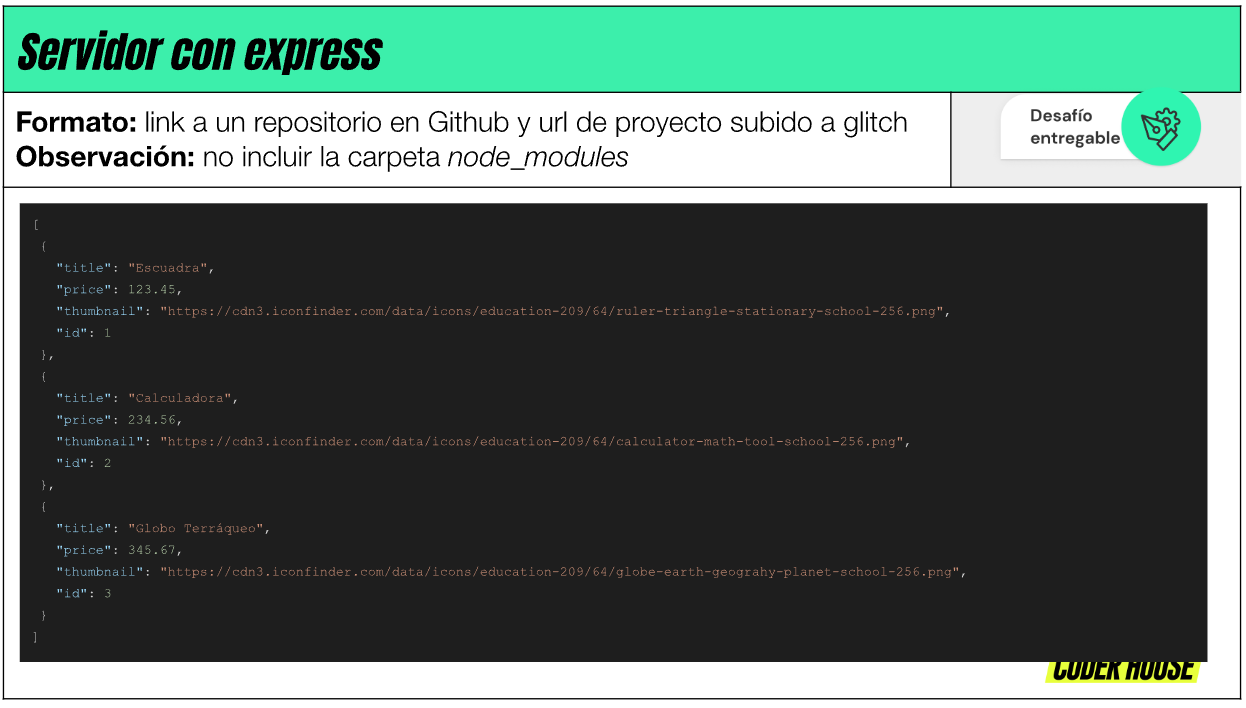 Servidor con express
Formato: link a un repositorio en Github y url de proyecto subido a glitch
Observación: no incluir la carpeta node_modules
Desafío
entregable
[
{
"title": "Escuadra",
"price": 123.45,
"thumbnail": "https://cdn3.iconfinder.com/data/icons/education-209/64/ruler-triangle-stationary-school-256.png",
"id": 1
},
{
"title": "Calculadora",
"price": 234.56,
"thumbnail": "https://cdn3.iconfinder.com/data/icons/education-209/64/calculator-math-tool-school-256.png",
"id": 2
},
{
"title": "Globo Terráqueo",
"price": 345.67,
"thumbnail": "https://cdn3.iconfinder.com/data/icons/education-209/64/globe-earth-geograhy-planet-school-256.png",
"id": 3
}
]
CODER HOUSE